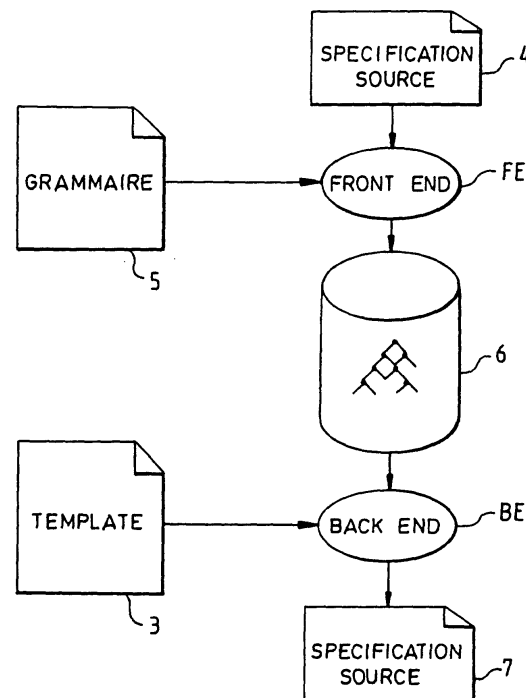 SPECIFICATION
SOURCE
4
GRAMMAIRE
5
FRONT END
FE
6
TEMPLATE
3
BACK END
BE
SPECIFICATION
SOURCE
7